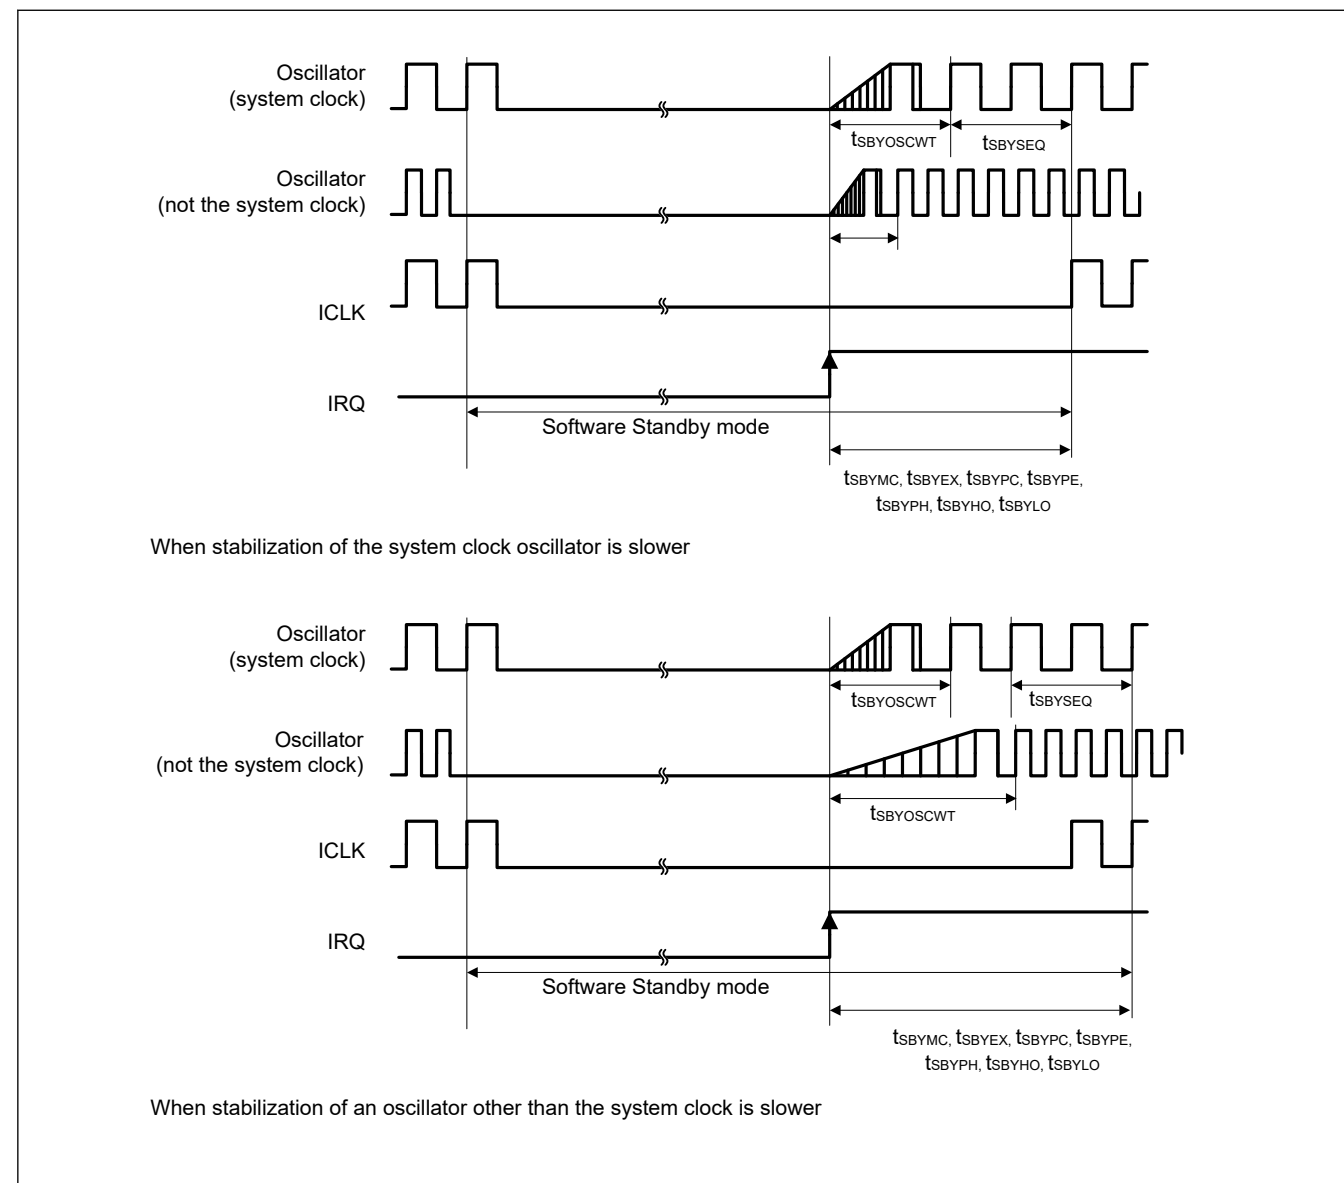 Oscillator
(system clock)
tSBYOSCWT
tSBYSEQ
Oscillator
(not the system clock)
ICLK
IRQ
Software Standby mode
tSBYMC, tSBYEX, tSBYPC, tSBYPE,
tSBYPH, tSBYHO, tSBYLO
When stabilization of the system clock oscillator is slower
Oscillator
(system clock)
tSBYOSCWT
tSBYSEQ
Oscillator
(not the system clock)
tSBYOSCWT
ICLK
IRQ
Software Standby mode
tSBYMC, tSBYEX, tSBYPC, tSBYPE,
tSBYPH, tSBYHO, tSBYLO
When stabilization of an oscillator other than the system clock is slower